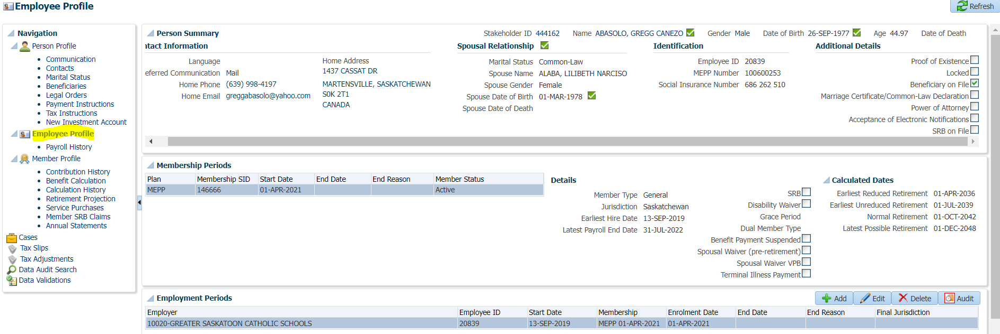 Employee Profile
Refresh
Navigation
Person Profile
Communication
Contacts
Marital Status
Beneficiaries
Legal Orders
Payment Instructions
Tax Instructions
New Investment Account
Employee Profile
Payroll History
Member Profile
Contribution History
Benefit Calculation
Calculation History
Retirement Projection
Service Purchases
Member SRB Claims
Annual Statements
Cases
Tax Slips
Tax Adjustments
Data Audit Search
Data Validations
Person Summary
Stakeholder ID 444162 Name ABASOLO, GREGG CANEZO Gender Male Date of Birth 26-SEP-1977 Age 44.97 Date of Death
ntact Information
Language
eferred Communication Mail
Home Phone (639) 998-4197
Home Email greggabasolo@yahoo.com
Home Address
1437 CASSAT DR
MARTENSVILLE, SASKATCHEWAN
S0K 2T1
CANADA
Spousal Relationship
Marital Status Common-Law
Spouse Name ALABA, LILIBETH NARCISO
Spouse Gender Female
Spouse Date of Birth 01-MAR-1978
Spouse Date of Death
Identification
Employee ID 20839
MEPP Number 100600253
Social Insurance Number 686 262 510
Additional Details
Proof of Existence
Locked
Beneficiary on File
Marriage Certificate/Common-Law Declaration
Power of Attorney
Acceptance of Electronic Notifications
SRB on File
Membership Periods
Plan Membership SID Start Date End Date End Reason Member Status
MEPP 146666 01-APR-2021 Active
Details
Member Type General
Jurisdiction Saskatchewan
Earliest Hire Date 13-SEP-2019
Latest Payroll End Date 31-JUL-2022
SRB
Disability Waiver
Grace Period
Dual Member Type
Benefit Payment Suspended
Spousal Waiver (pre-retirement)
Spousal Waiver VPB
Terminal Illness Payment
Calculated Dates
Earliest Reduced Retirement 01-APR-2036
Earliest Unreduced Retirement 01-JUL-2039
Normal Retirement 01-OCT-2042
Latest Possible Retirement 01-DEC-2048
Employment Periods
Add Edit Delete Audit
Employer Employee ID Start Date Membership Enrolment Date End Date End Reason Final Jurisdiction
10020-GREATER SASKATOON CATHOLIC SCHOOLS 20839 13-SEP-2019 MEPP 01-APR-2021 01-APR-2021